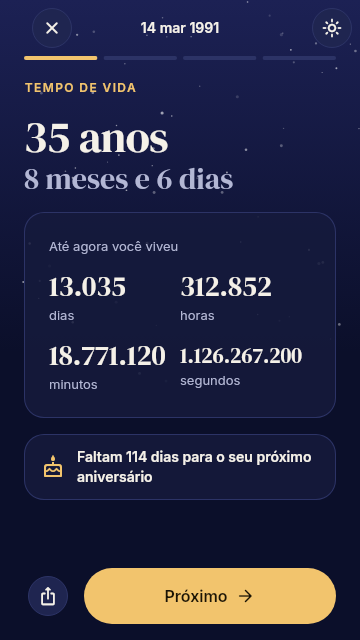 14 mar 1991
TEMPO DE VIDA
35 anos
8 meses e 6 dias
Até agora você viveu
13.035 312.852
dias horas
18.771.120 1.126.267.200
minutos segundos
Faltam 114 dias para o seu próximo
aniversário
Próximo